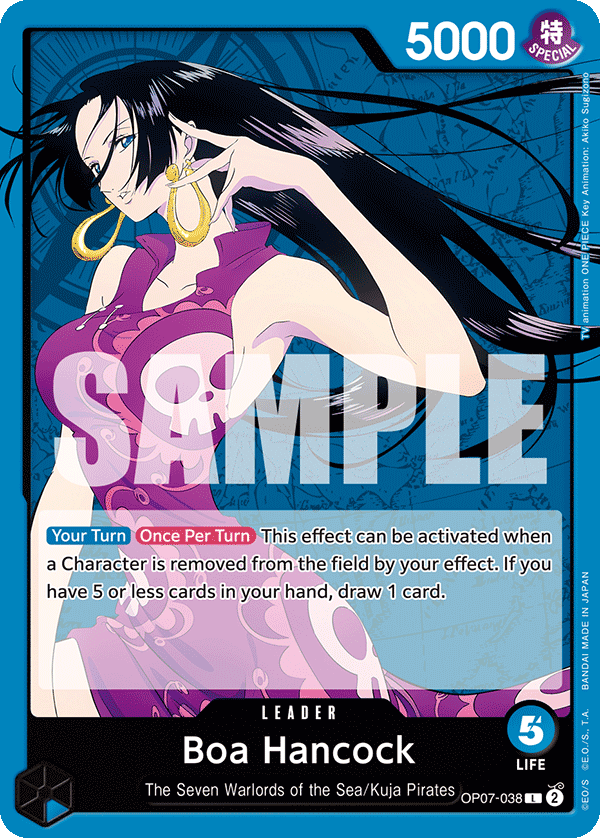 5000
特
SPECIAL
TV animation ONE PIECE Key Animation: Akiko Sugizono
SAMPLE
Your Turn Once Per Turn This effect can be activated when
a Character is removed from the field by your effect. If you
have 5 or less cards in your hand, draw 1 card.
LEADER
Boa Hancock
5
LIFE
The Seven Warlords of the Sea/Kuja Pirates
OP07-038 L 2
©EO/S ©E.O./S., T.A. BANDAI MADE IN JAPAN